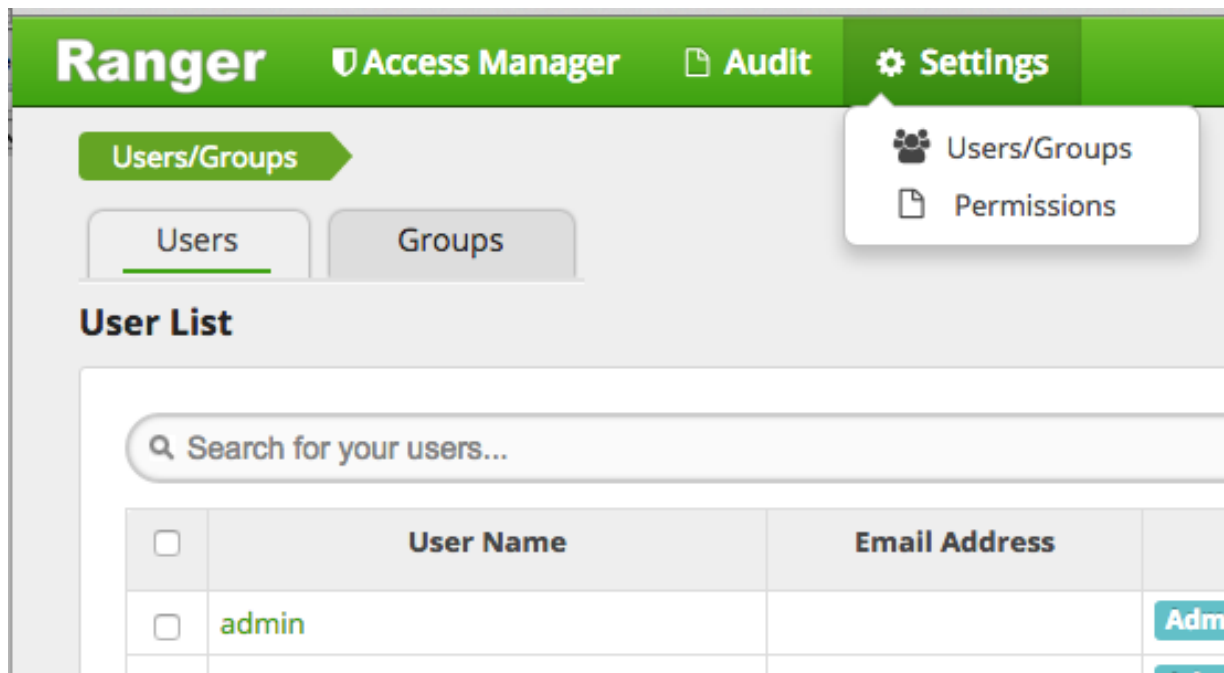 Ranger Access Manager Audit Settings
Users/Groups
Permissions
Users/Groups
Users Groups
User List
Search for your users...
User Name Email Address
admin